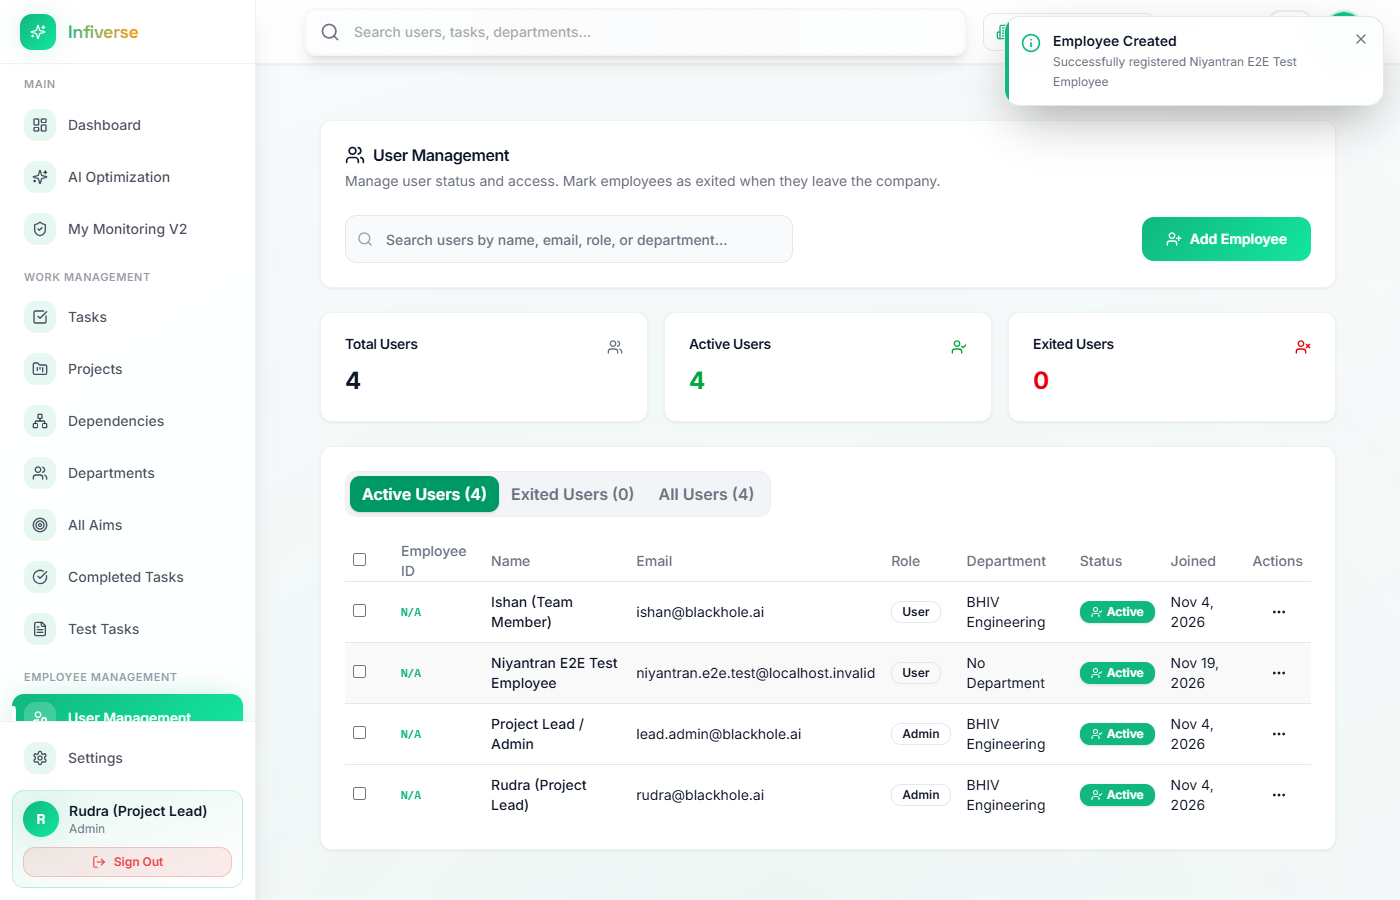 Infiverse
Search users, tasks, departments...
Employee Created
Successfully registered Niyantran E2E Test
Employee
MAIN
Dashboard
AI Optimization
My Monitoring V2
WORK MANAGEMENT
Tasks
Projects
Dependencies
Departments
All Aims
Completed Tasks
Test Tasks
EMPLOYEE MANAGEMENT
User Management
Settings
R
Rudra (Project Lead)
Admin
Sign Out
User Management
Manage user status and access. Mark employees as exited when they leave the company.
Search users by name, email, role, or department...
Add Employee
Total Users
4
Active Users
4
Exited Users
0
Active Users (4) Exited Users (0) All Users (4)
Employee ID Name Email Role Department Status Joined Actions
N/A Ishan (Team Member) ishan@blackhole.ai User BHIV Engineering Active Nov 4, 2026
N/A Niyantran E2E Test Employee niyantran.e2e.test@localhost.invalid User No Department Active Nov 19, 2026
N/A Project Lead / Admin lead.admin@blackhole.ai Admin BHIV Engineering Active Nov 4, 2026
N/A Rudra (Project Lead) rudra@blackhole.ai Admin BHIV Engineering Active Nov 4, 2026